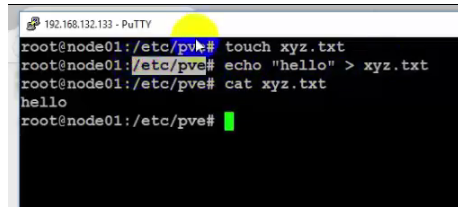 192.168.132.133 - PuTTY
root@node01:/etc/pve# touch xyz.txt
root@node01:/etc/pve# echo "hello" > xyz.txt
root@node01:/etc/pve# cat xyz.txt
hello
root@node01:/etc/pve#